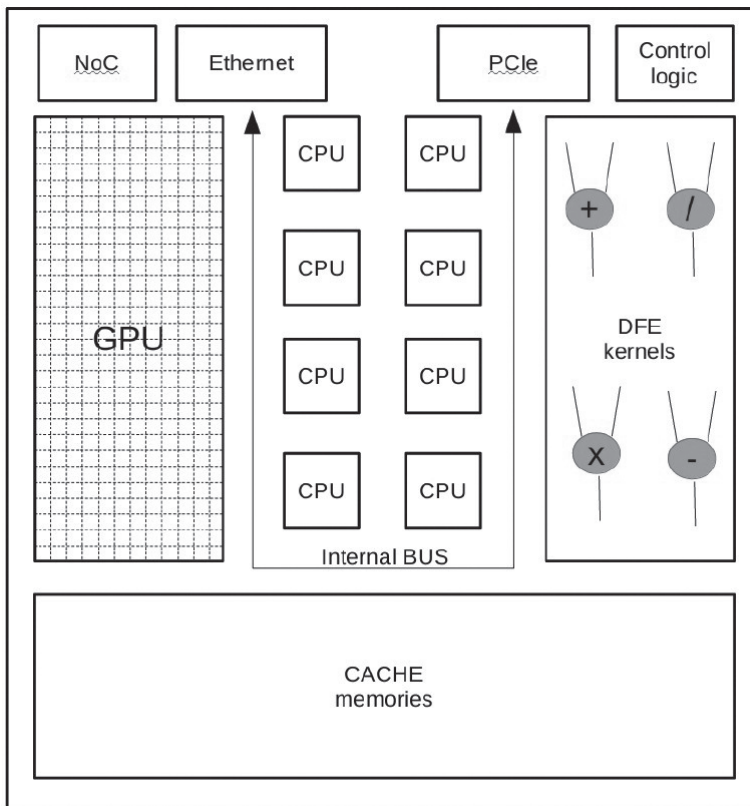 NoC
Ethernet
PCIe
Control
logic
CPU
CPU
+
/
CPU
CPU
GPU
DFE
kernels
CPU
CPU
X
-
CPU
CPU
Internal BUS
CACHE
memories